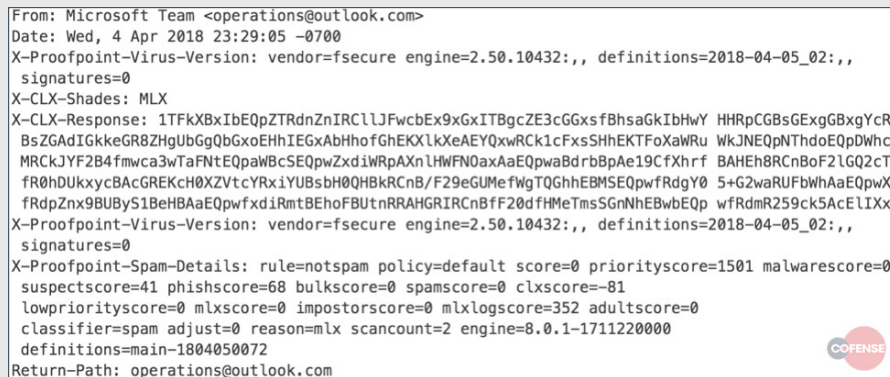 From: Microsoft Team <operations@outlook.com>
Date: Wed, 4 Apr 2018 23:29:05 -0700
X-Proofpoint-Virus-Version: vendor=fsecure engine=2.50.10432:,, definitions=2018-04-05_02:,,
signatures=0
X-CLX-Shades: MLX
X-CLX-Response: 1TFkXBxIbEQpZTRdnZnIRCllJFwcbEx9xGxITBgcZE3cGGxsfBhsaGkIbHwY HHRpCGBsGExgGBxgYcR
BsZGAdIGkkeGR8ZHgUbGgQbGxoEHhIEGxAbHhofGhEKXlkXeAEYQxwRCk1cFxsSHhEKTFoXaWRu WkJNEQpNThdoEQpDWhc
MRCkJYF2B4fmwca3wTaFNtEQpaWBcSEQpwZxdiWRpAXnlHWFNOaxAaEQpwaBdrbBpAe19CfXhrf BAHEh8RCnBoF2lGQ2cT
fR0hDUkxycBAcGREKcH0XZVtcYRxiYUBsbH0QHBkRCnB/F29eGUMefWgTQGhhEBMSEQpwfRdgY0 5+G2waRUFbWhAaEQpwX
fRdpZnx9BUByS1BeHBAaEQpwfxdiRmtBEhoFBUtnRRAHGRIRCnBfF20dfHMeTmsSGnNhEBwbEQp wfRdmR259ck5AcElIXx
X-Proofpoint-Virus-Version: vendor=fsecure engine=2.50.10432:,, definitions=2018-04-05_02:,,
signatures=0
X-Proofpoint-Spam-Details: rule=notspam policy=default score=0 priorityscore=1501 malwarescore=0
suspectscore=41 phishscore=68 bulkscore=0 spamscore=0 clxscore=-81
lowpriorityscore=0 mlxscore=0 impostorscore=0 mlxlogscore=352 adultscore=0
classifier=spam adjust=0 reason=mlx scancount=2 engine=8.0.1-1711220000
definitions=main-1804050072
Return-Path: operations@outlook.com
COFENSE